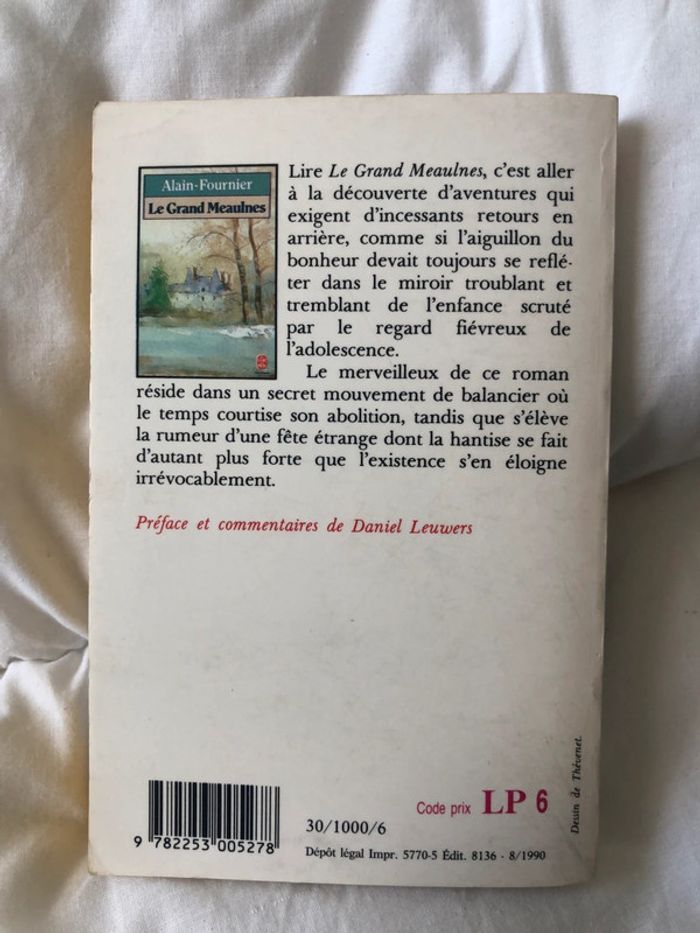 Alain-Fournier
Le Grand Meaulnes
Lire Le Grand Meaulnes, c'est aller
à la découverte d'aventures qui
exigent d'incessants retours en
arrière, comme si l'aiguillon du
bonheur devait toujours se reflé-
ter dans le miroir troublant et
tremblant de l'enfance scruté
par le regard fiévreux de
l'adolescence.
Le merveilleux de ce roman
réside dans un secret mouvement de balancier où
le temps courtise son abolition, tandis que s'élève
la rumeur d'une fête étrange dont la hantise se fait
d'autant plus forte que l'existence s'en éloigne
irrévocablement.
Préface et commentaires de Daniel Leuwers
Dessin de Thévenet.
Code prix LP 6
30/1000/6
9 782253 005278
Dépôt légal Impr. 5770-5 Édit. 8136 - 8/1990